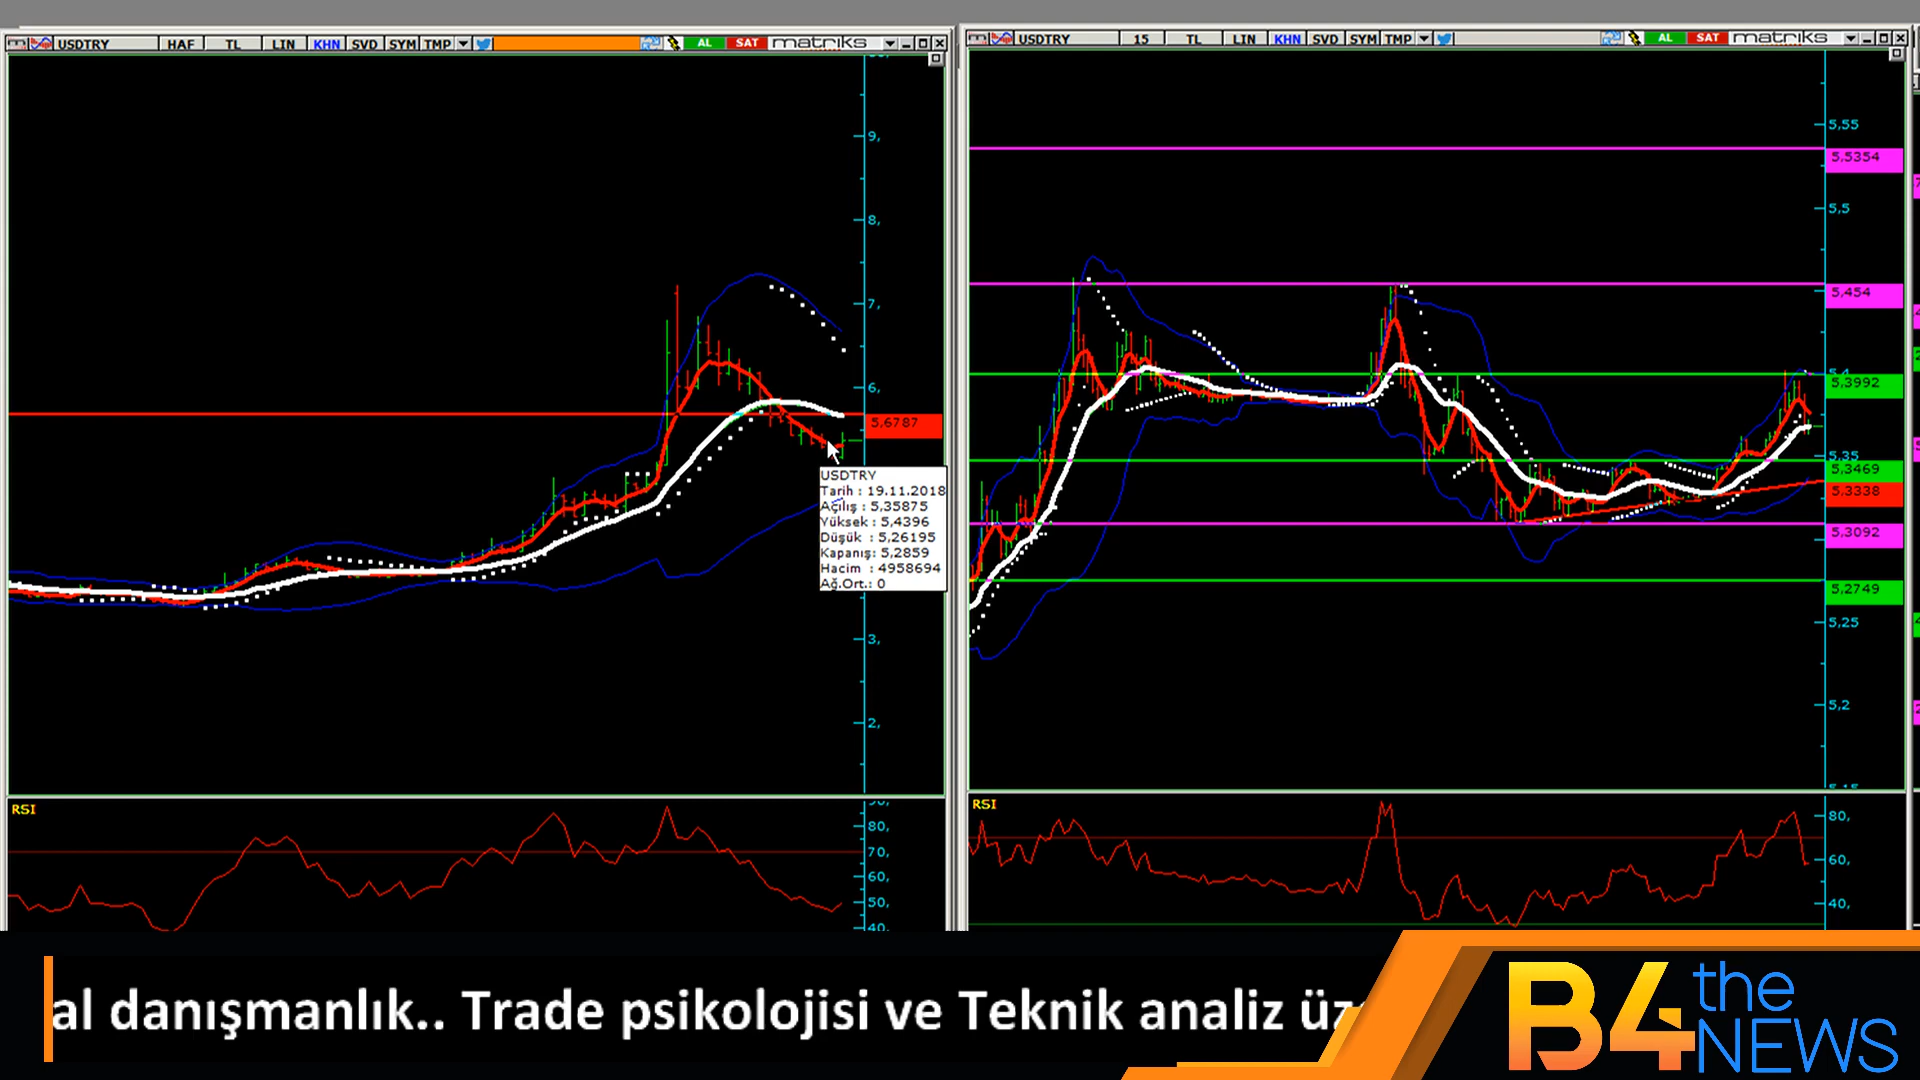 USDTRY HAF TL LIN KHN SVD SYM TMP AL SAT matriks
9,
8,
7,
6,
5,6787
3,
2,
USDTRY
Tarih : 19.11.2018
Açılış : 5,35875
Yüksek : 5,4396
Düşük : 5,26195
Kapanış: 5,2859
Hacim : 4958694
Ağ.Ort.: 0
RSI
80,
70,
60,
50,
40,
USDTRY 15 TL LIN KHN SVD SYM TMP AL SAT matriks
5,55
5,5354
5,5
5,454
5,4
5,3992
5,35
5,3469
5,3338
5,3092
5,2749
5,25
5,2
RSI
80,
60,
40,
al danışmanlık.. Trade psikolojisi ve Teknik analiz üz
B4 the NEWS